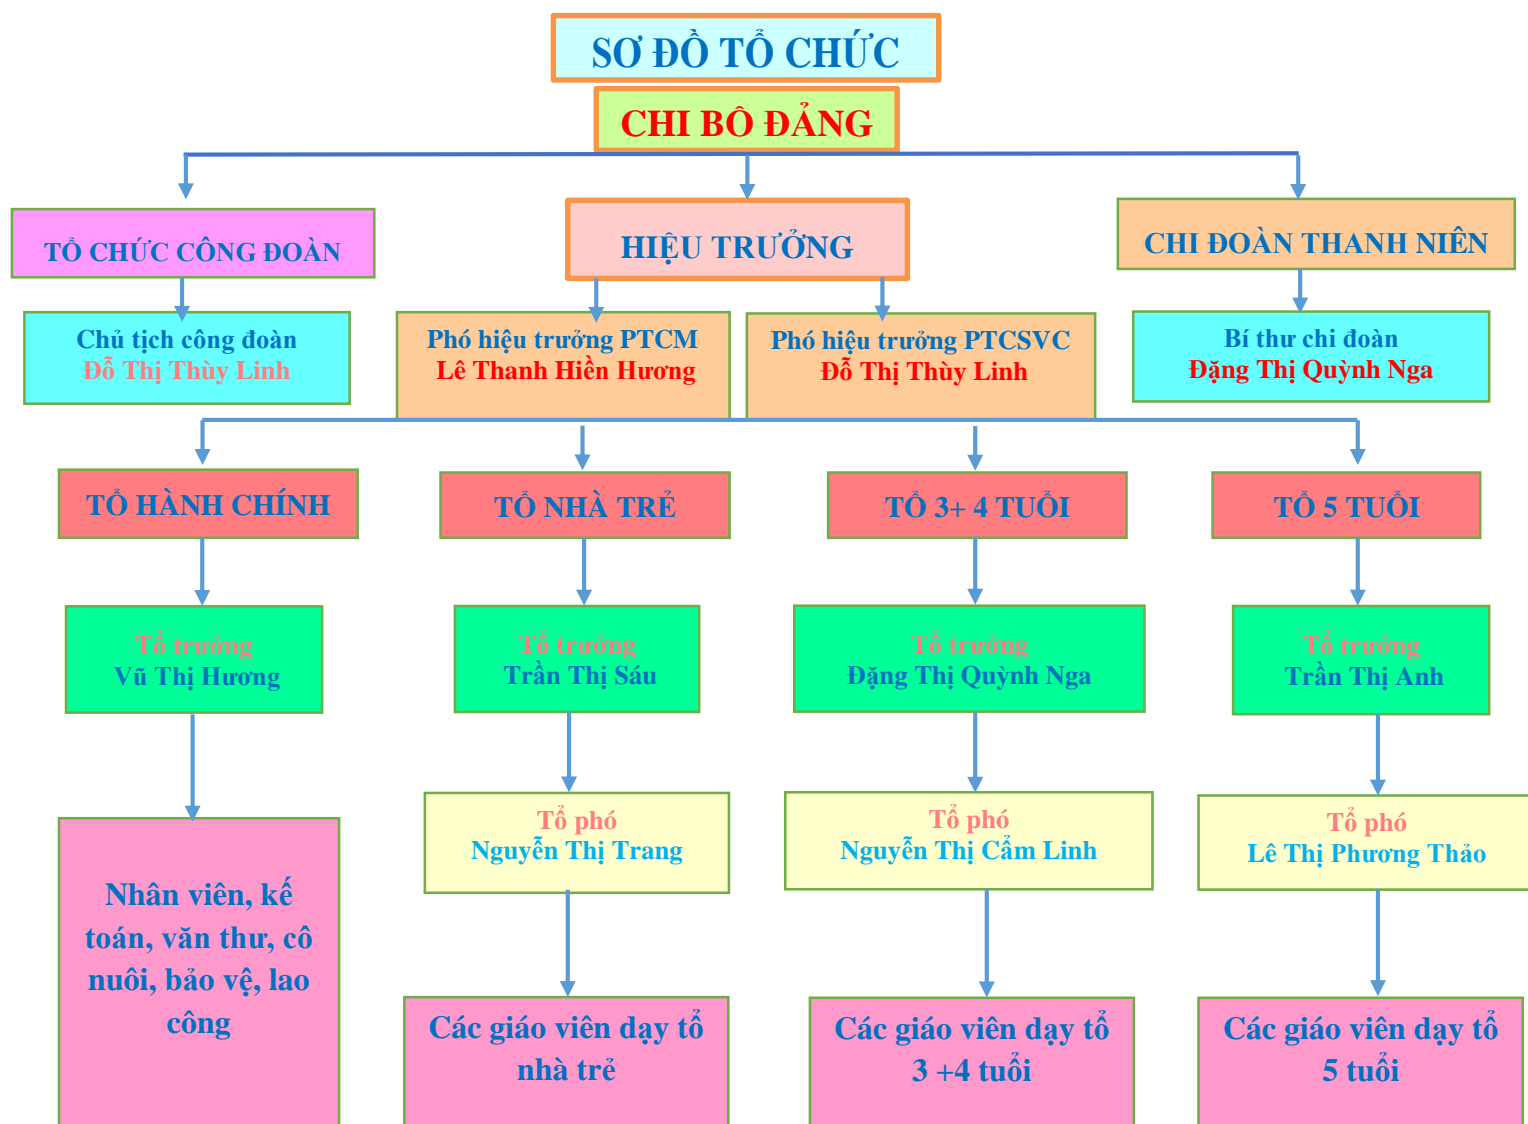 SƠ ĐỒ TỔ CHỨC
CHI BÔ ĐẢNG
TỔ CHỨC CÔNG ĐOÀN
HIỆU TRƯỞNG
CHI ĐOÀN THANH NIÊN
Chủ tịch công đoàn
Đỗ Thị Thùy Linh
Phó hiệu trưởng PTCM
Lê Thanh Hiền Hương
Phó hiệu trưởng PTCSVC
Đỗ Thị Thùy Linh
Bí thư chi đoàn
Đặng Thị Quỳnh Nga
TỔ HÀNH CHÍNH
TỔ NHÀ TRẺ
TỔ 3+ 4 TUỔI
TỔ 5 TUỔI
Tổ trưởng
Vũ Thị Hương
Tổ trưởng
Trần Thị Sáu
Tổ trưởng
Đặng Thị Quỳnh Nga
Tổ trưởng
Trần Thị Anh
Tổ phó
Nguyễn Thị Trang
Tổ phó
Nguyễn Thị Cẩm Linh
Tổ phó
Lê Thị Phương Thảo
Nhân viên, kế
toán, văn thư, cô
nuôi, bảo vệ, lao
công
Các giáo viên dạy tổ
nhà trẻ
Các giáo viên dạy tổ
3 +4 tuổi
Các giáo viên dạy tổ
5 tuổi